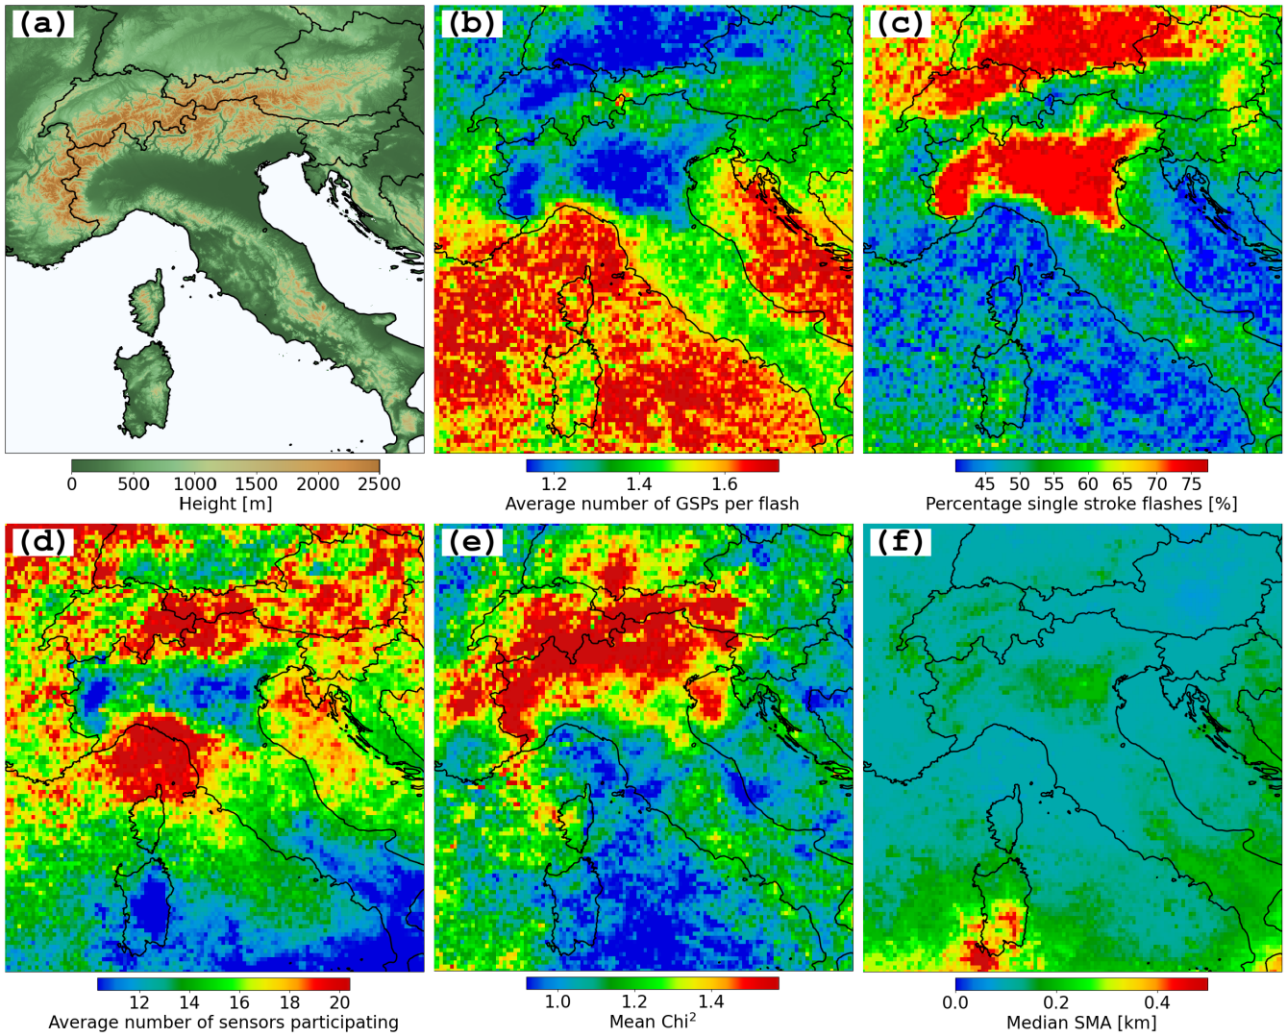 (a)
(b)
(c)
0 500 1000 1500 2000 2500
Height [m]
1.2 1.4 1.6
Average number of GSPs per flash
45 50 55 60 65 70 75
Percentage single stroke flashes [%]
(d)
(e)
(f)
12 14 16 18 20
Average number of sensors participating
1.0 1.2 1.4
Mean Chi²
0.0 0.2 0.4
Median SMA [km]